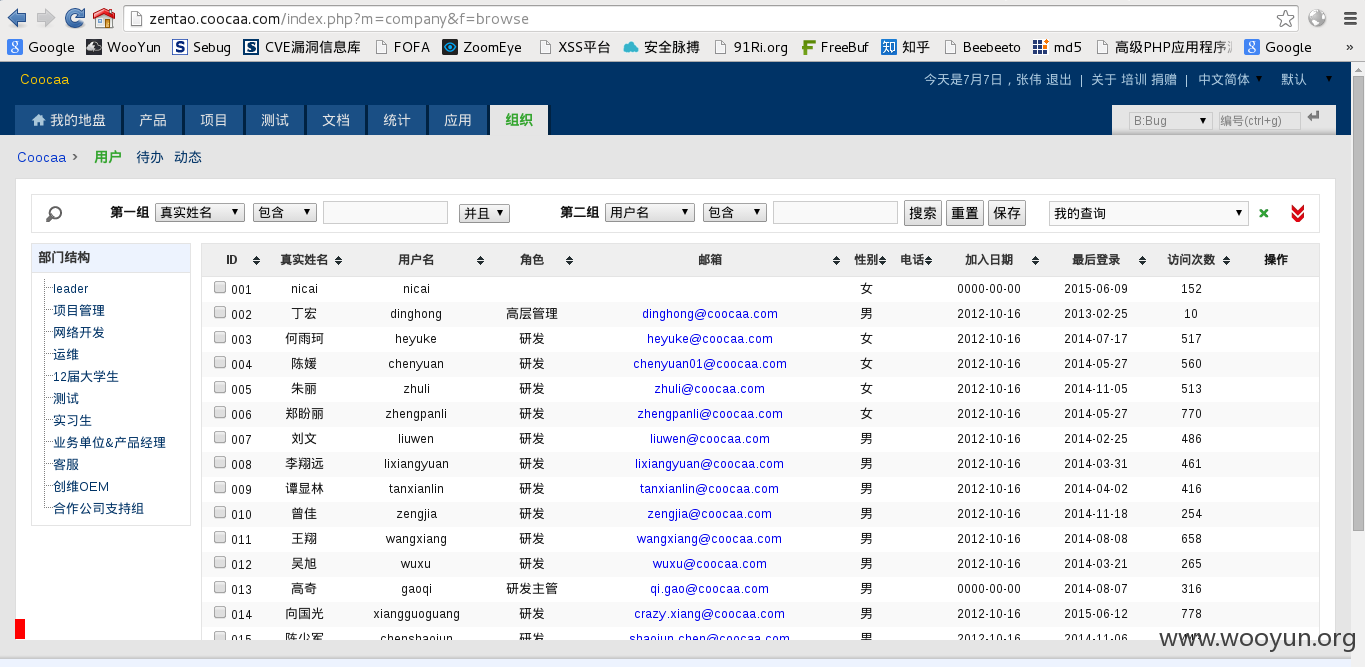 zentao.coocaa.com/index.php?m=company&f=browse
Google WooYun Sebug CVE漏洞信息库 FOFA ZoomEye XSS平台 安全脉搏 91Ri.org FreeBuf 知乎 Beebeeto md5 高级PHP应用程序 Google »
Coocaa 今天是7月7日，张伟 退出 | 关于 培训 捐赠 | 中文简体 默认
我的地盘 产品 项目 测试 文档 统计 应用 组织 B:Bug 编号(ctrl+g)
Coocaa › 用户 待办 动态
第一组 真实姓名 包含 并且 第二组 用户名 包含 搜索 重置 保存 我的查询
部门结构
leader
项目管理
网络开发
运维
12届大学生
测试
实习生
业务单位&产品经理
客服
创维OEM
合作公司支持组
ID 真实姓名 用户名 角色 邮箱 性别 电话 加入日期 最后登录 访问次数 操作
001 nicai nicai 女 0000-00-00 2015-06-09 152
002 丁宏 dinghong 高层管理 dinghong@coocaa.com 男 2012-10-16 2013-02-25 10
003 何雨珂 heyuke 研发 heyuke@coocaa.com 女 2012-10-16 2014-07-17 517
004 陈媛 chenyuan 研发 chenyuan01@coocaa.com 女 2012-10-16 2014-05-27 560
005 朱丽 zhuli 研发 zhuli@coocaa.com 女 2012-10-16 2014-11-05 513
006 郑盼丽 zhengpanli 研发 zhengpanli@coocaa.com 女 2012-10-16 2014-05-27 770
007 刘文 liuwen 研发 liuwen@coocaa.com 男 2012-10-16 2014-02-25 486
008 李翔远 lixiangyuan 研发 lixiangyuan@coocaa.com 男 2012-10-16 2014-03-31 461
009 谭显林 tanxianlin 研发 tanxianlin@coocaa.com 男 2012-10-16 2014-04-02 416
010 曾佳 zengjia 研发 zengjia@coocaa.com 男 2012-10-16 2014-11-18 254
011 王翔 wangxiang 研发 wangxiang@coocaa.com 男 2012-10-16 2014-08-08 658
012 吴旭 wuxu 研发 wuxu@coocaa.com 男 2012-10-16 2014-03-21 265
013 高奇 gaoqi 研发主管 qi.gao@coocaa.com 男 0000-00-00 2014-08-07 316
014 向国光 xiangguoguang 研发 crazy.xiang@coocaa.com 男 2012-10-16 2015-06-12 778
015 陈少军 chenshaojun 研发 shaojun.chen@coocaa.com 男 2012-10-16 2014-11-06
www.wooyun.org